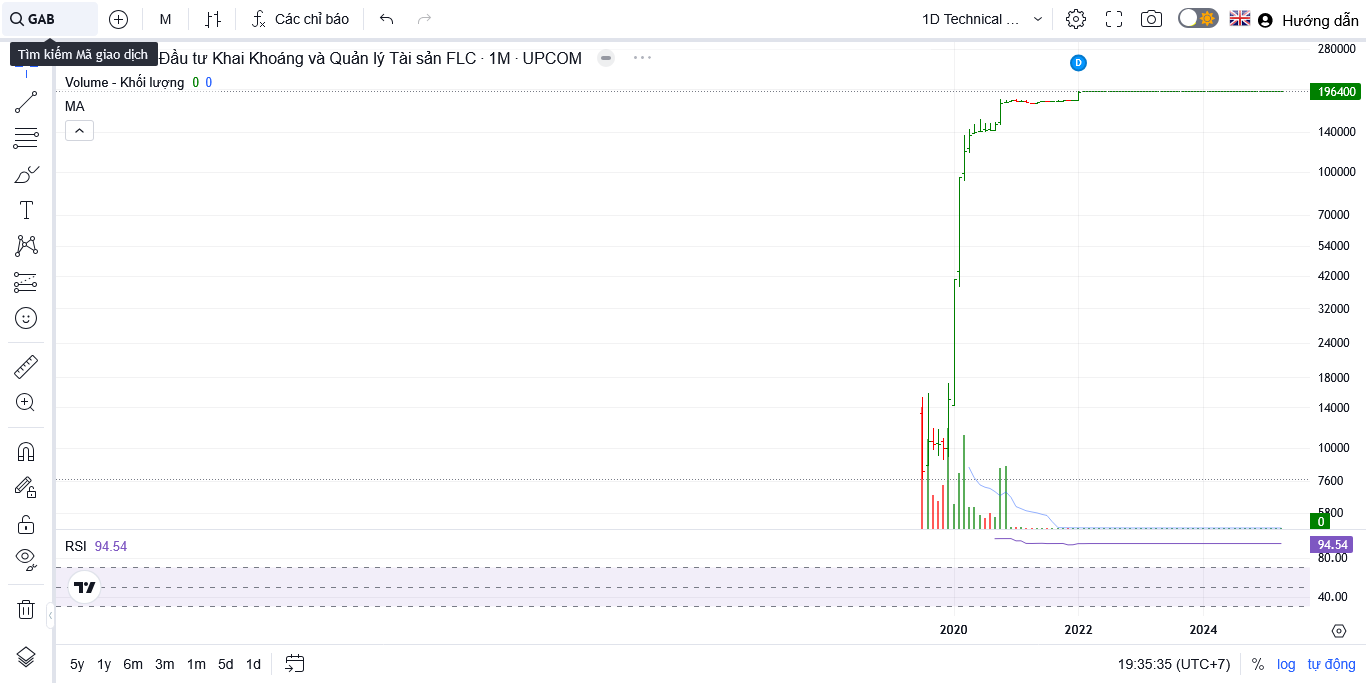 GAB
M
Các chỉ báo
1D Technical ...
Hướng dẫn
Tìm kiếm Mã giao dịch
Đầu tư Khai Khoáng và Quản lý Tài sản FLC · 1M · UPCOM
Volume - Khối lượng 0 0
MA
D
280000
196400
140000
100000
70000
54000
42000
32000
24000
18000
14000
10000
7600
5800
0
RSI 94.54
94.54
80.00
40.00
2020
2022
2024
5y 1y 6m 3m 1m 5d 1d
19:35:35 (UTC+7)
%
log
tự động